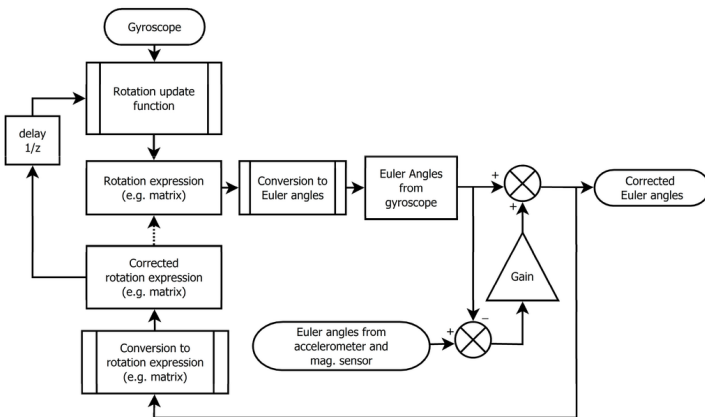 Gyroscope
Rotation update
function
delay
1/z
Rotation expression
(e.g. matrix)
Conversion to
Euler angles
Euler Angles
from
gyroscope
+
+
Corrected
Euler angles
Corrected
rotation expression
(e.g. matrix)
Gain
Euler angles from
accelerometer and
mag. sensor
+
−
Conversion to
rotation expression
(e.g. matrix)